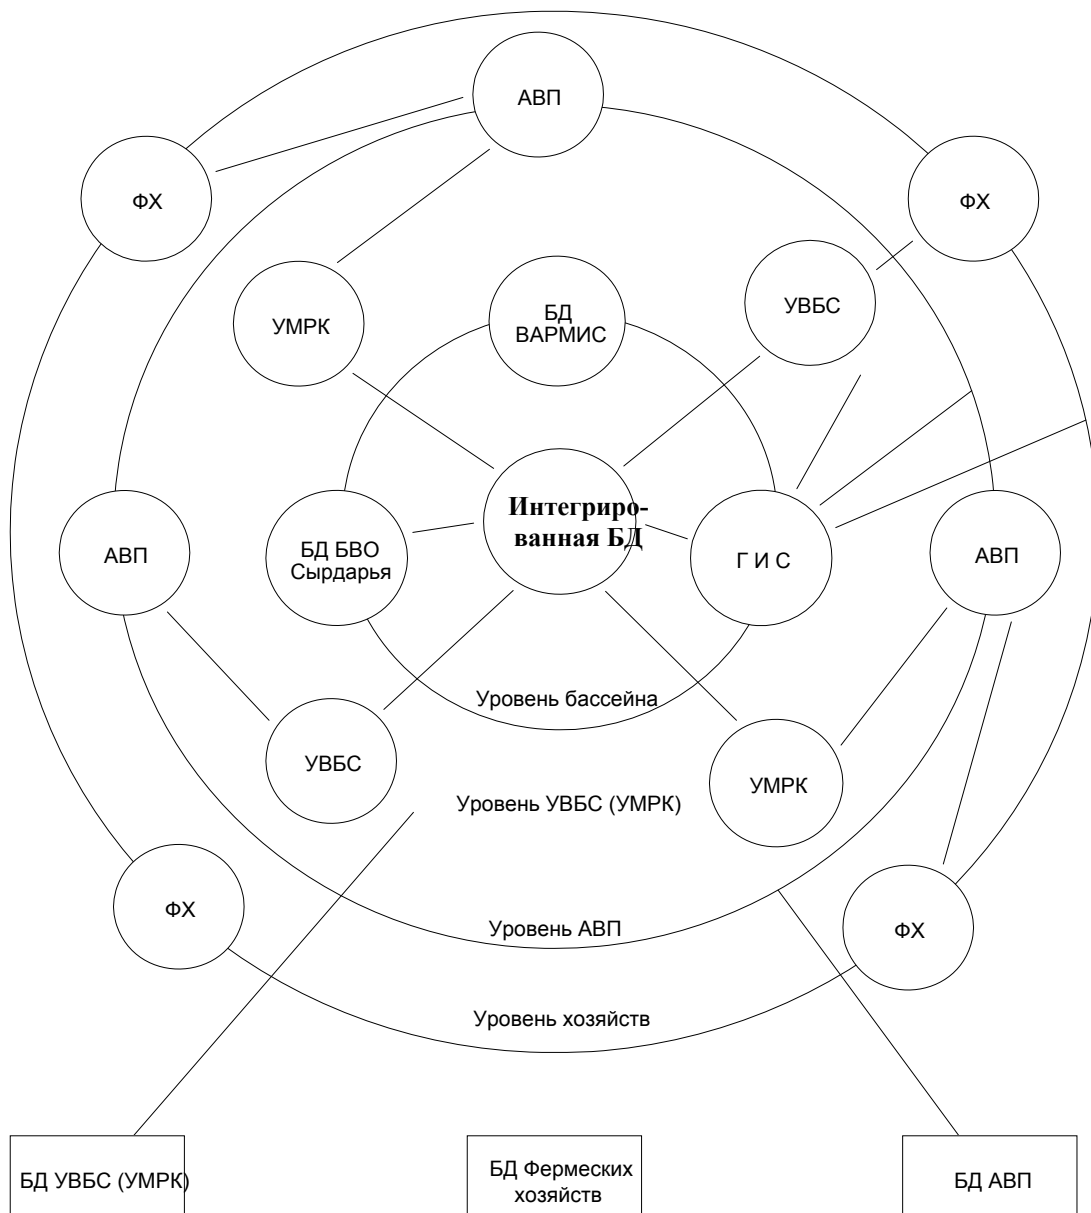 АВП
ФХ
ФХ
УМРК
БД
ВАРМИС
УВБС
Интегриро-
ванная БД
АВП
БД БВО
Сырдарья
Г И С
АВП
Уровень бассейна
УВБС
УМРК
Уровень УВБС (УМРК)
ФХ
Уровень АВП
ФХ
Уровень хозяйств
БД УВБС (УМРК)
БД Фермеских
хозяйств
БД АВП